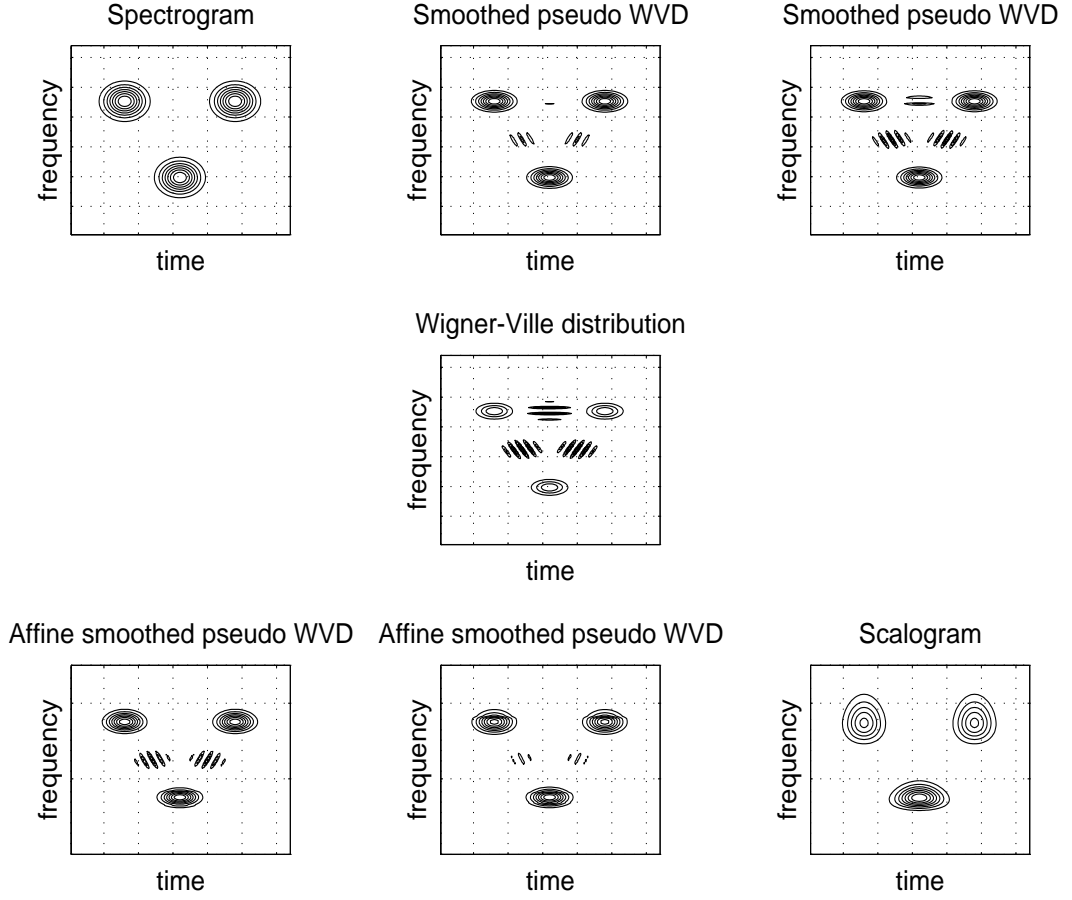 Spectrogram
Smoothed pseudo WVD
Smoothed pseudo WVD
frequency
frequency
frequency
time
time
time
Wigner-Ville distribution
frequency
time
Affine smoothed pseudo WVD
Affine smoothed pseudo WVD
Scalogram
frequency
frequency
frequency
time
time
time